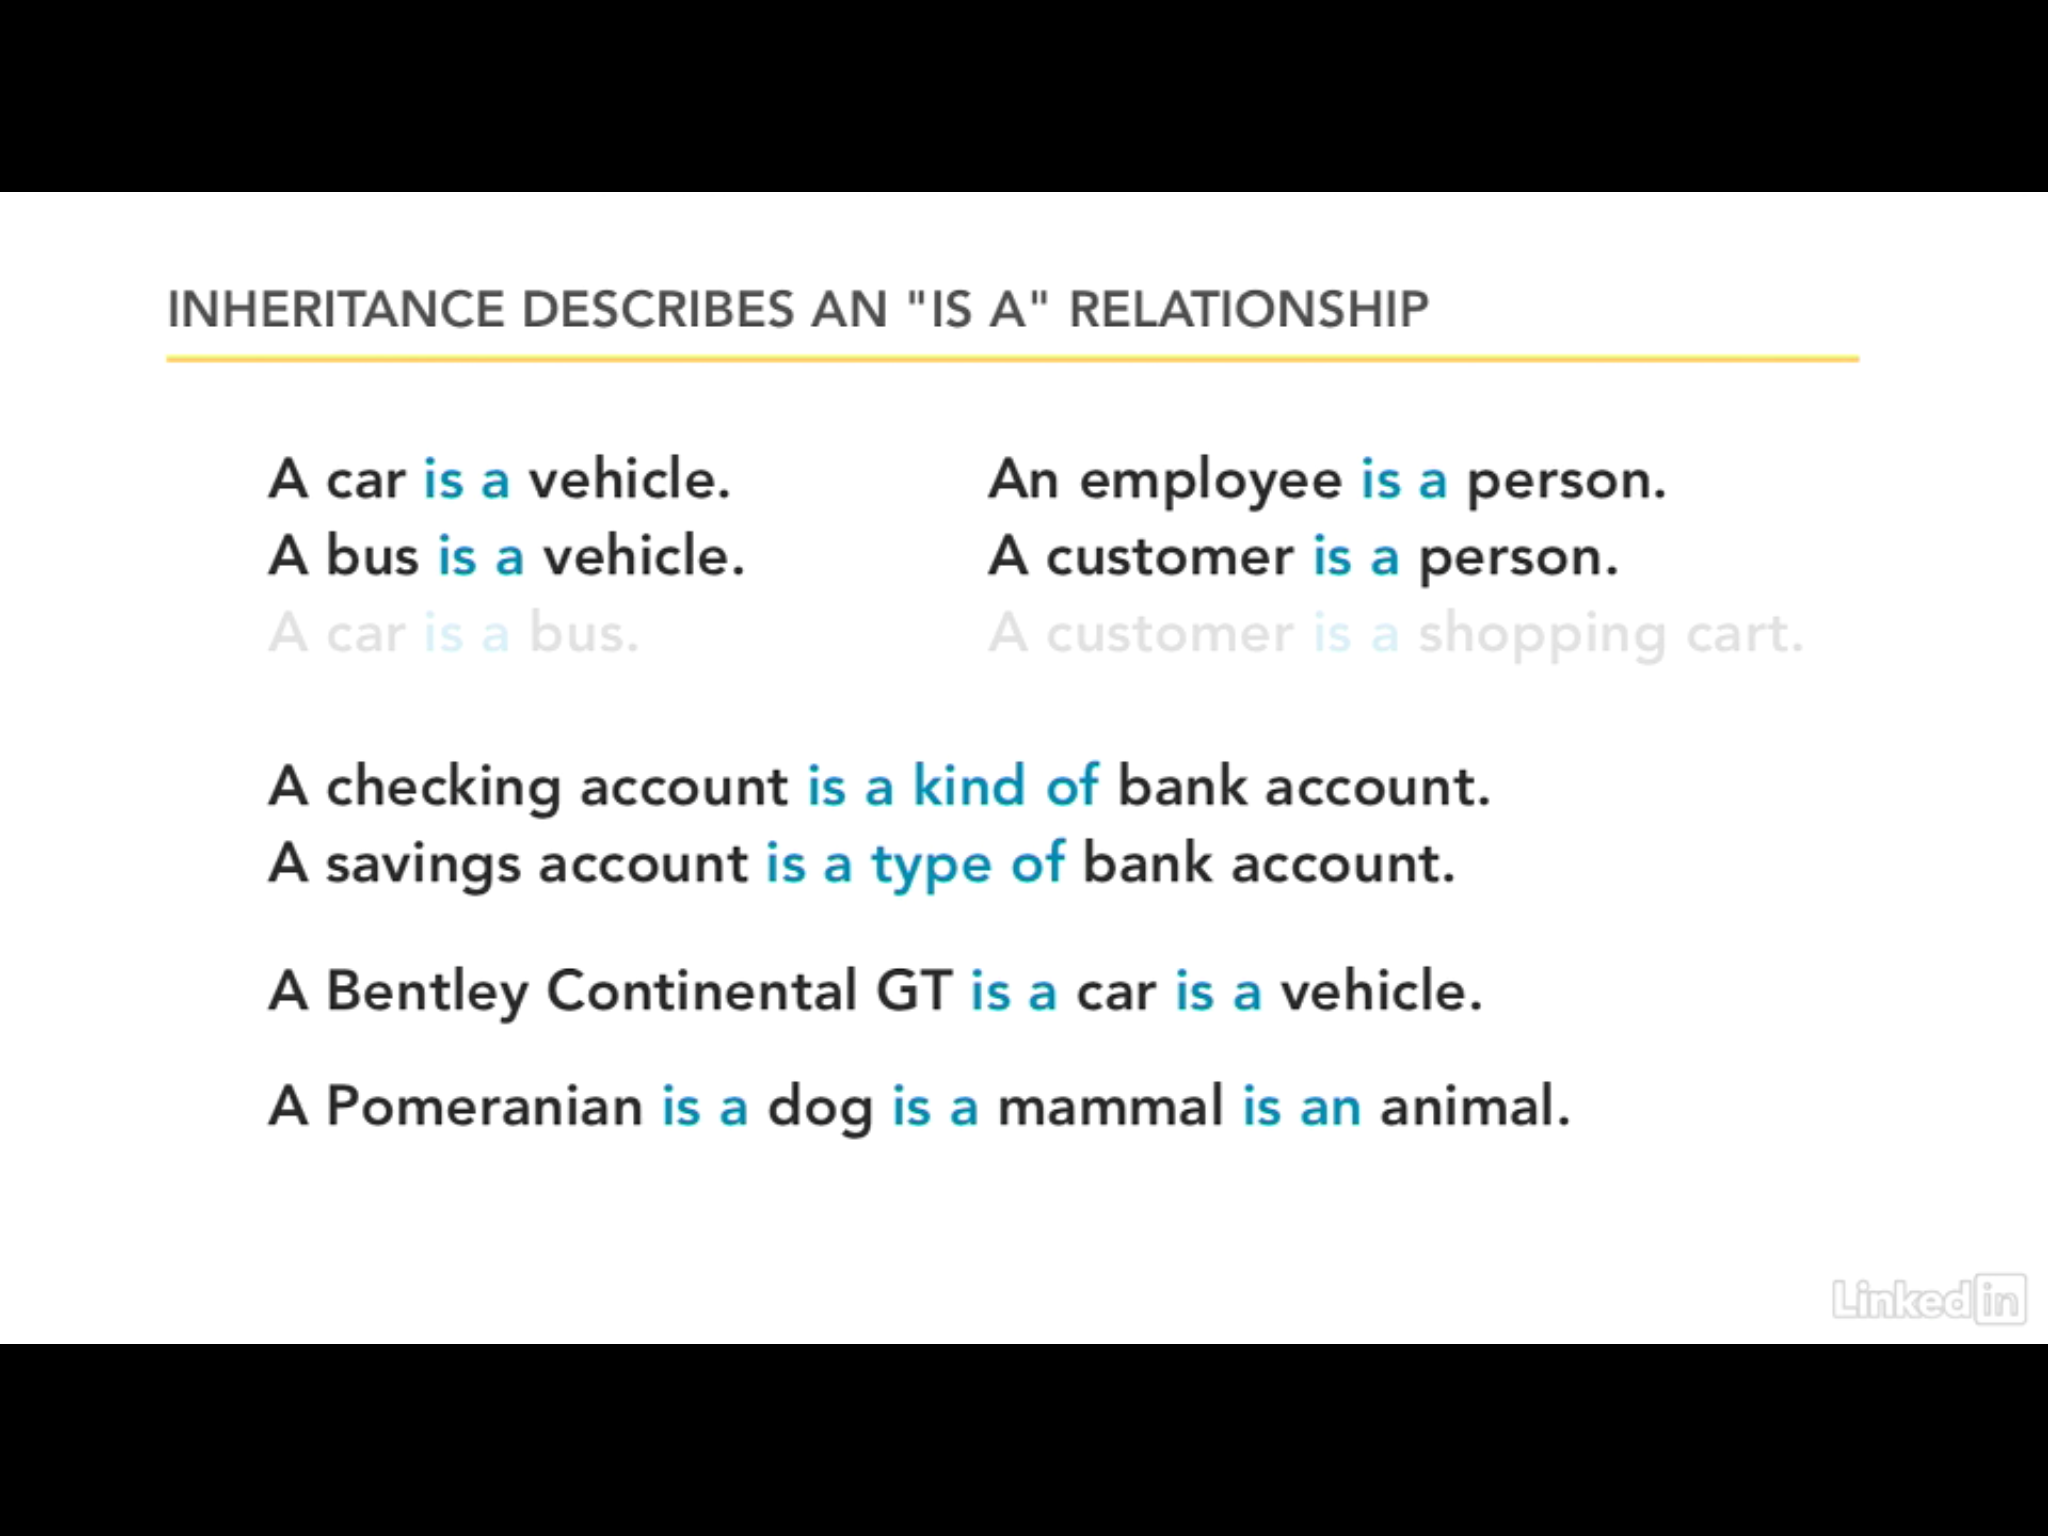 INHERITANCE DESCRIBES AN "IS A" RELATIONSHIP
A car is a vehicle.
A bus is a vehicle.
A car is a bus.
An employee is a person.
A customer is a person.
A customer is a shopping cart.
A checking account is a kind of bank account.
A savings account is a type of bank account.
A Bentley Continental GT is a car is a vehicle.
A Pomeranian is a dog is a mammal is an animal.
Linked in